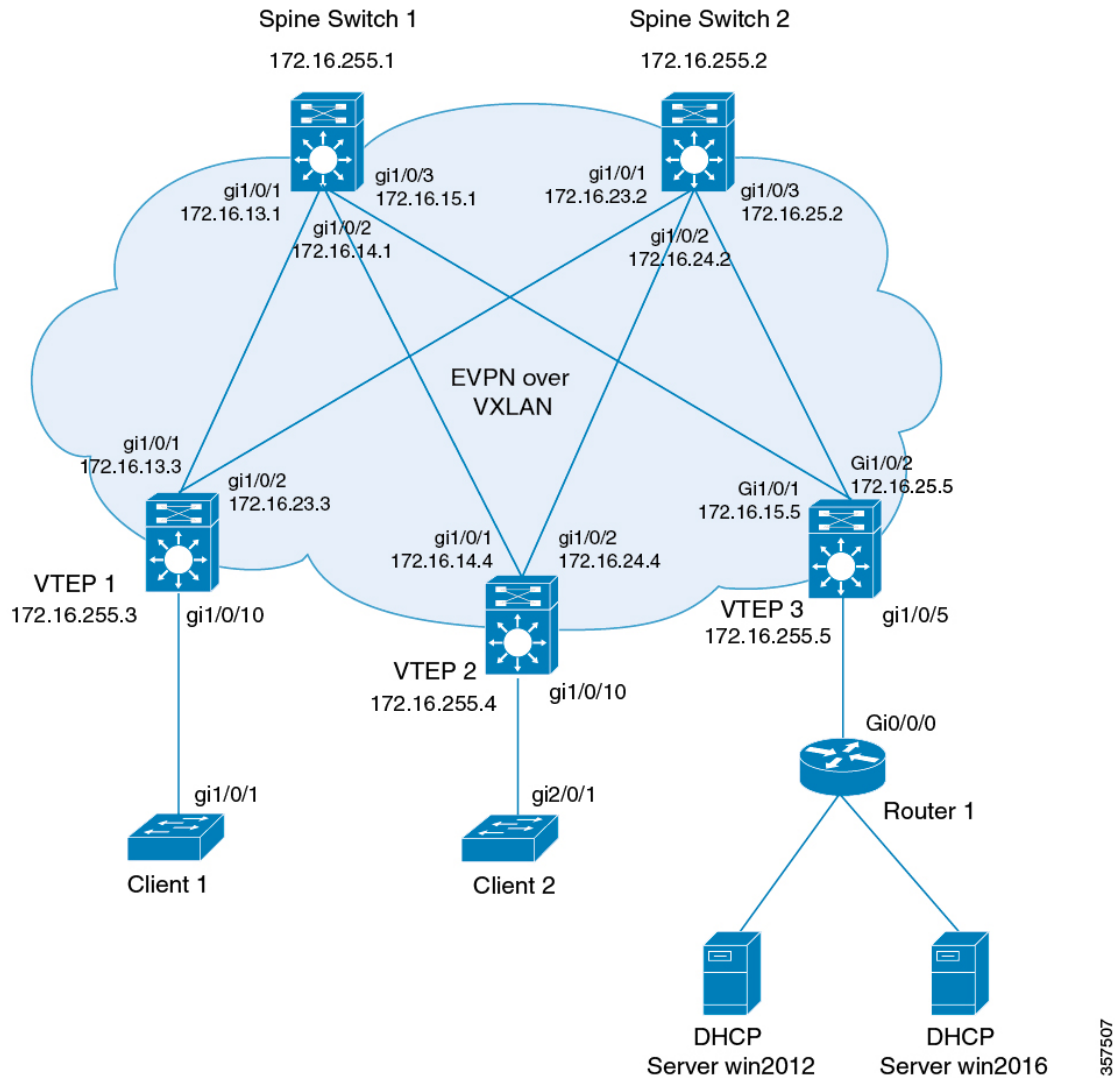 Spine Switch 1
172.16.255.1
Spine Switch 2
172.16.255.2
gi1/0/1
172.16.13.1
gi1/0/3
172.16.15.1
gi1/0/2
172.16.14.1
gi1/0/1
172.16.23.2
gi1/0/3
172.16.25.2
gi1/0/2
172.16.24.2
EVPN over
VXLAN
gi1/0/1
172.16.13.3
gi1/0/2
172.16.23.3
gi1/0/1
172.16.14.4
gi1/0/2
172.16.24.4
Gi1/0/1
172.16.15.5
Gi1/0/2
172.16.25.5
VTEP 1
172.16.255.3
gi1/0/10
VTEP 2
172.16.255.4
gi1/0/10
VTEP 3
172.16.255.5
gi1/0/5
Gi0/0/0
Router 1
gi1/0/1
Client 1
gi2/0/1
Client 2
DHCP
Server win2012
DHCP
Server win2016
357507